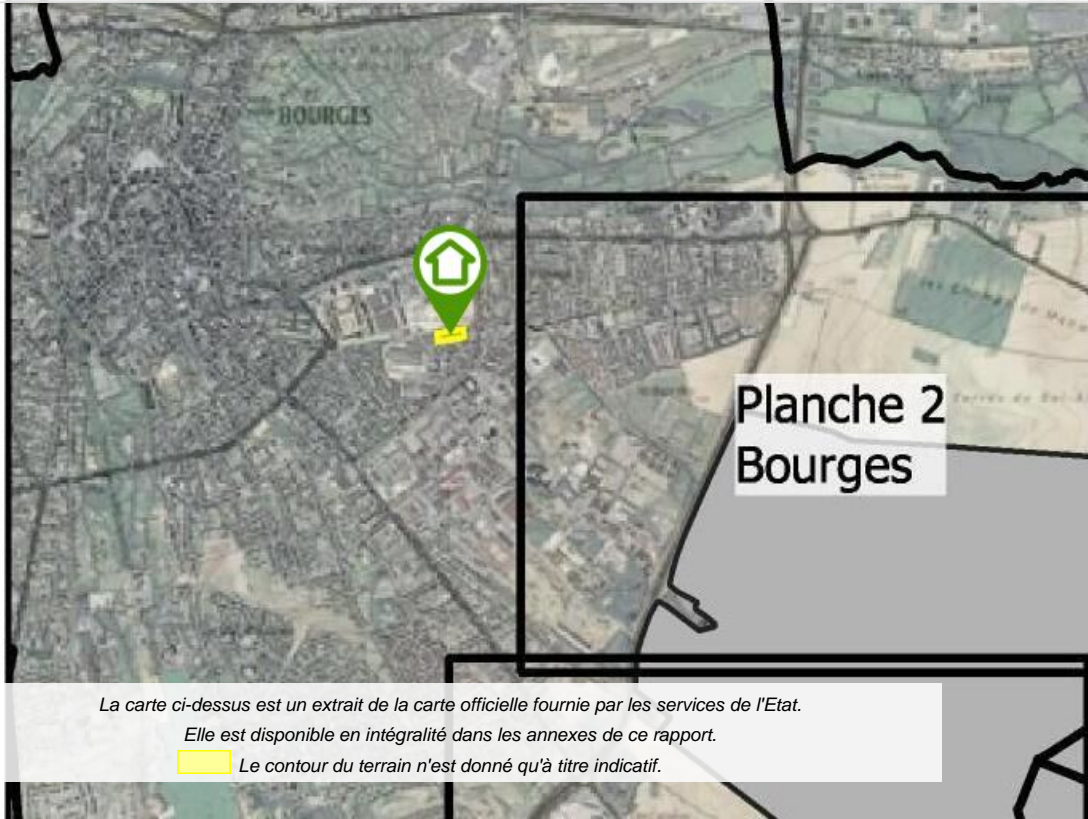 BOURGES
Planche 2
Bourges
La carte ci-dessus est un extrait de la carte officielle fournie par les services de l'Etat.
Elle est disponible en intégralité dans les annexes de ce rapport.
Le contour du terrain n'est donné qu'à titre indicatif.